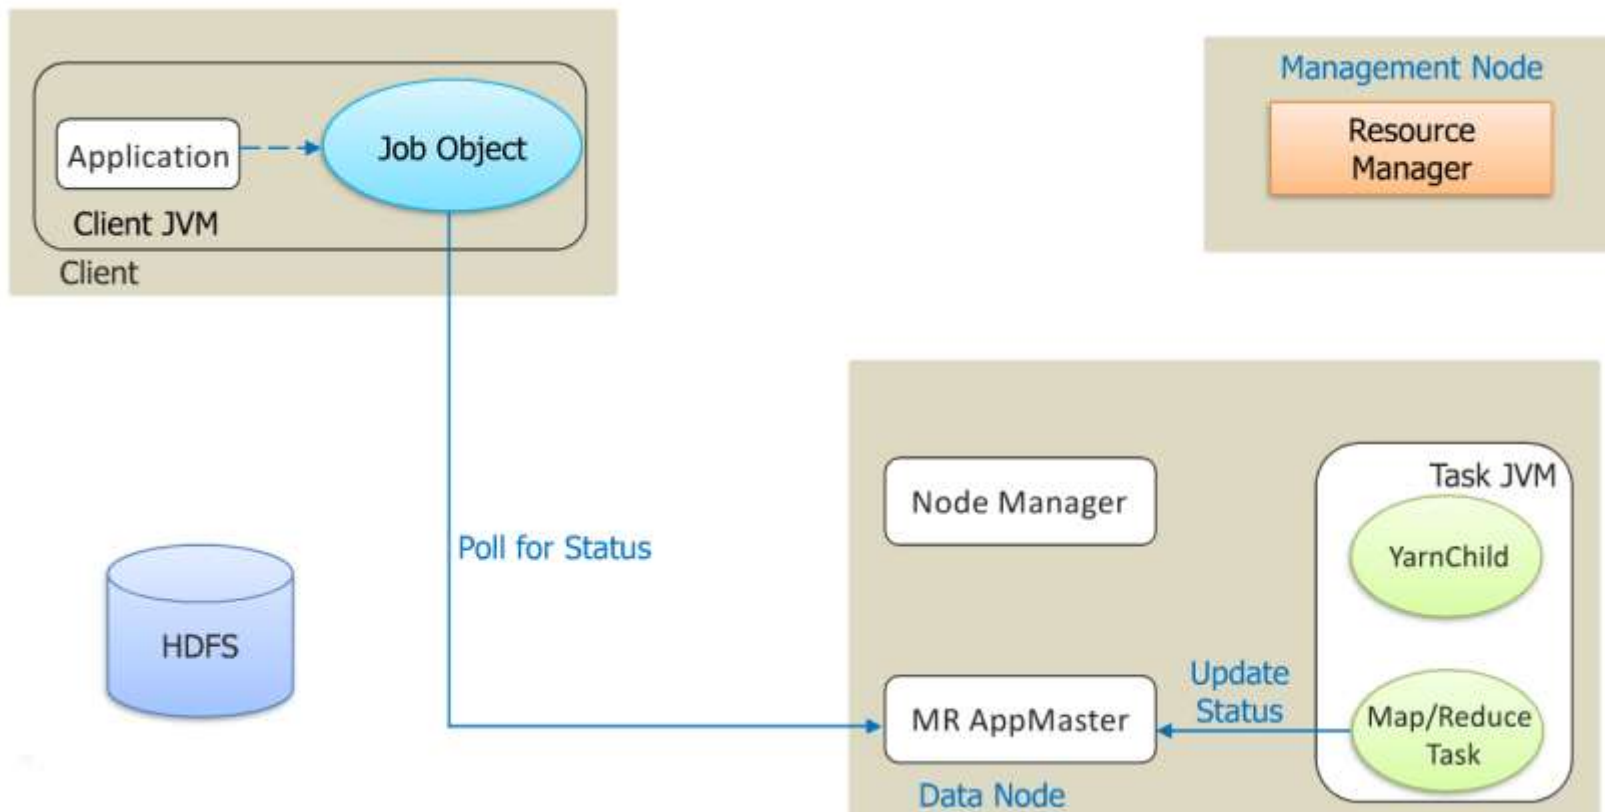 Application
Job Object
Client JVM
Client
Management Node
Resource
Manager
Poll for Status
HDFS
Node Manager
MR AppMaster
Data Node
Update
Status
Task JVM
YarnChild
Map/Reduce
Task